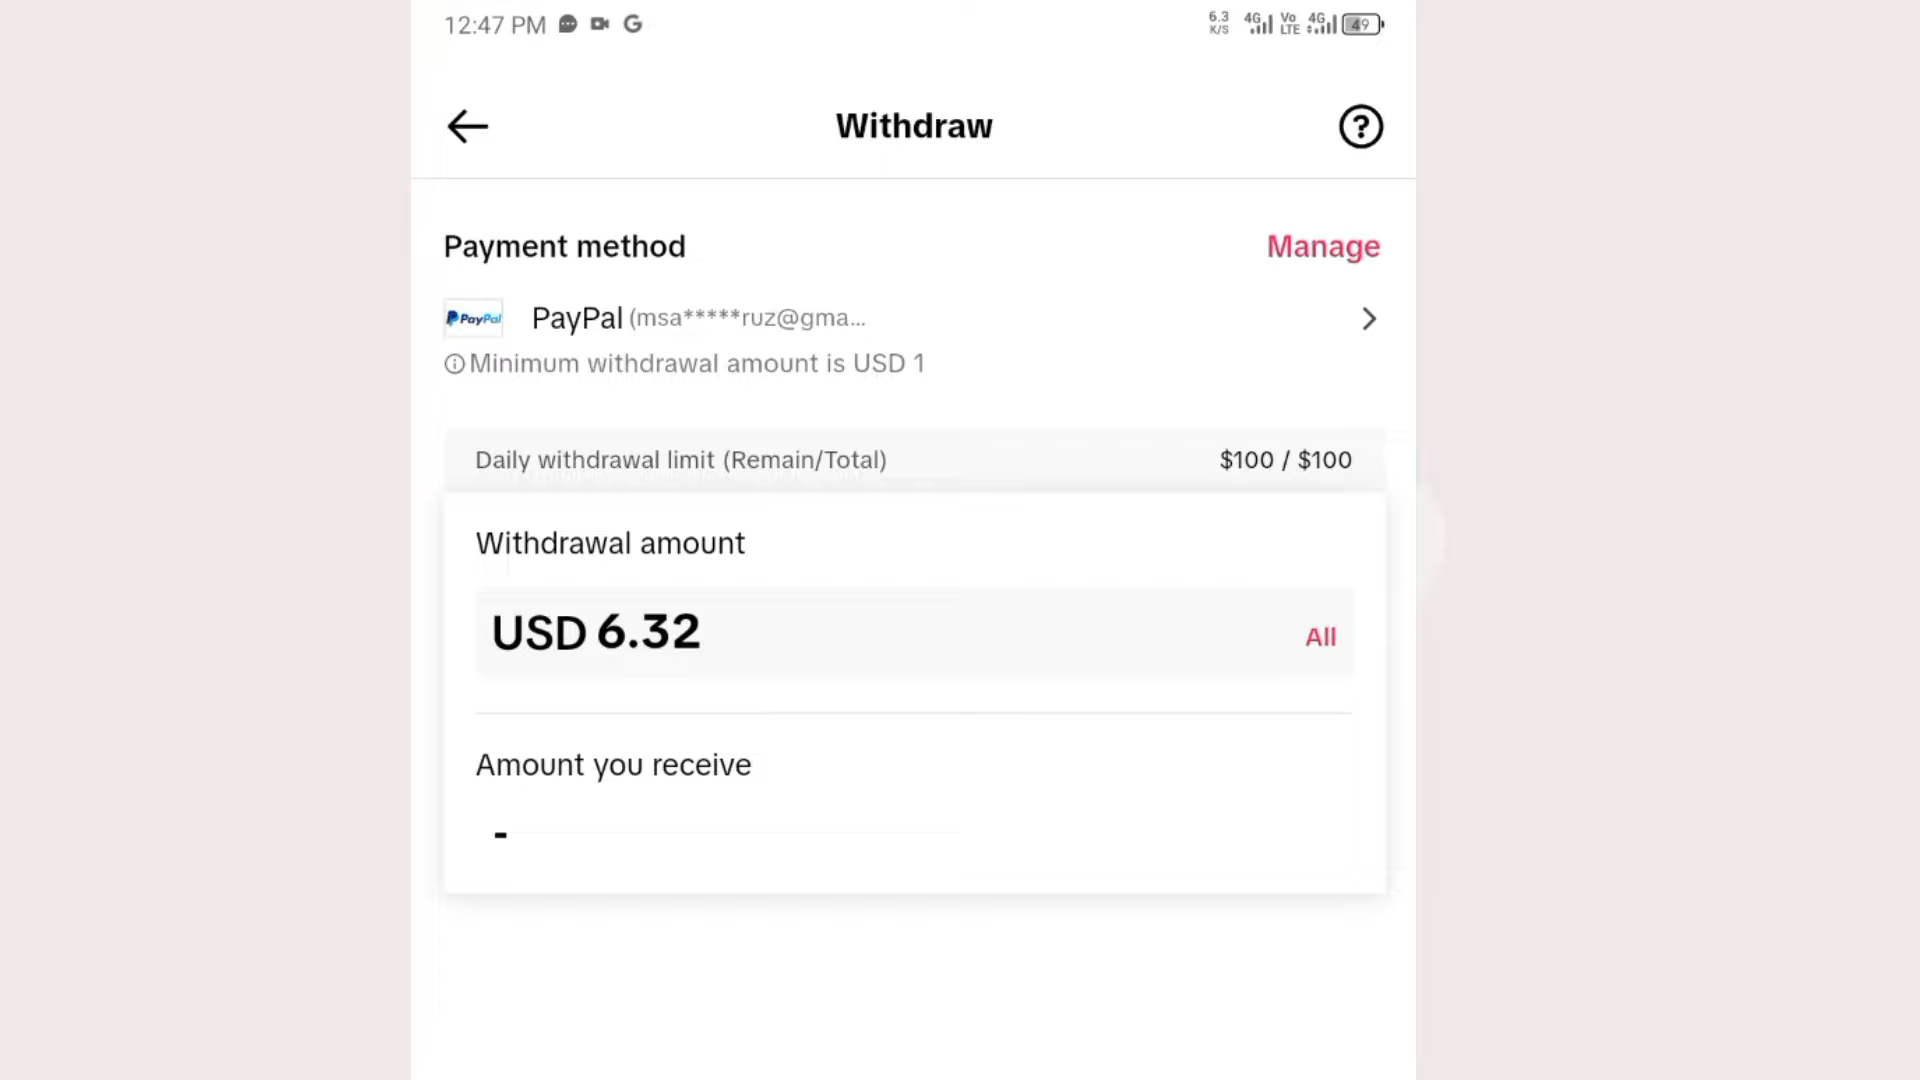 12:47 PM G 6.3 K/S 4G Vo LTE 4G 49
Withdraw ?
Payment method Manage
PayPal PayPal (msa*****ruz@gma...
Minimum withdrawal amount is USD 1
Daily withdrawal limit (Remain/Total) $100 / $100
Withdrawal amount
USD 6.32 All
Amount you receive
-